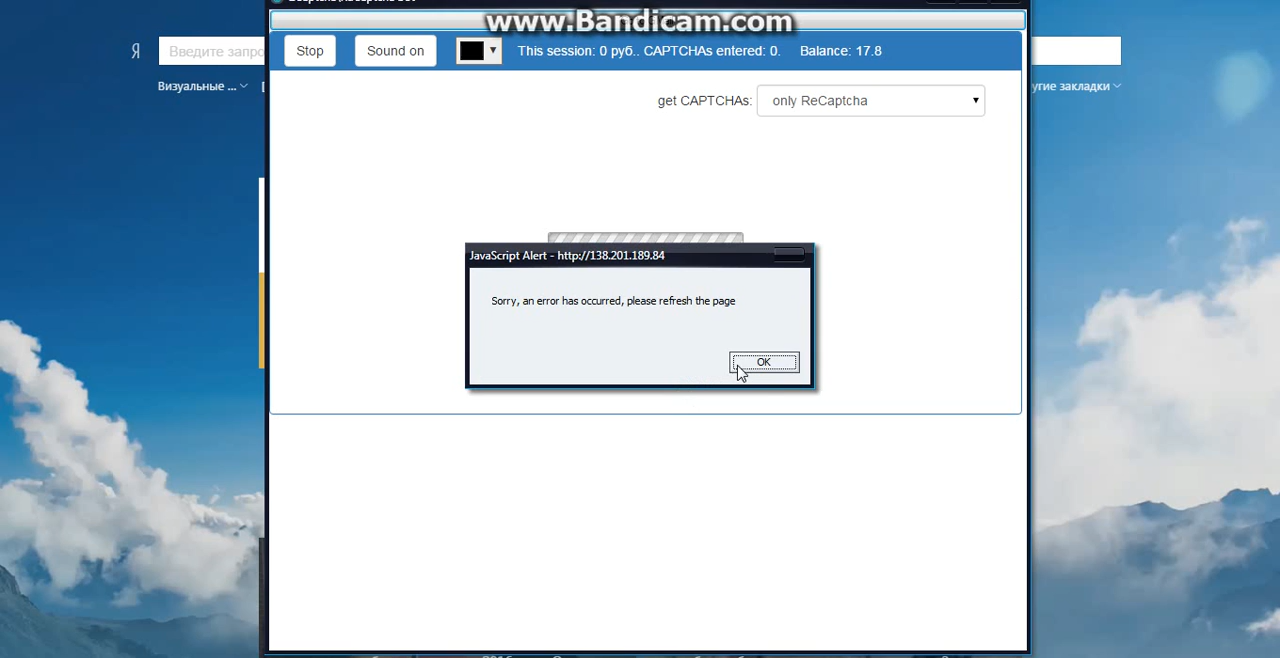 www.Bandicam.com
Stop
Sound on
This session: 0 руб.. CAPTCHAs entered: 0.
Balance: 17.8
Я
Введите запро
Визуальные ...
угие закладки
get CAPTCHAs:
only ReCaptcha
JavaScript Alert - http://138.201.189.84
Sorry, an error has occurred, please refresh the page
OK